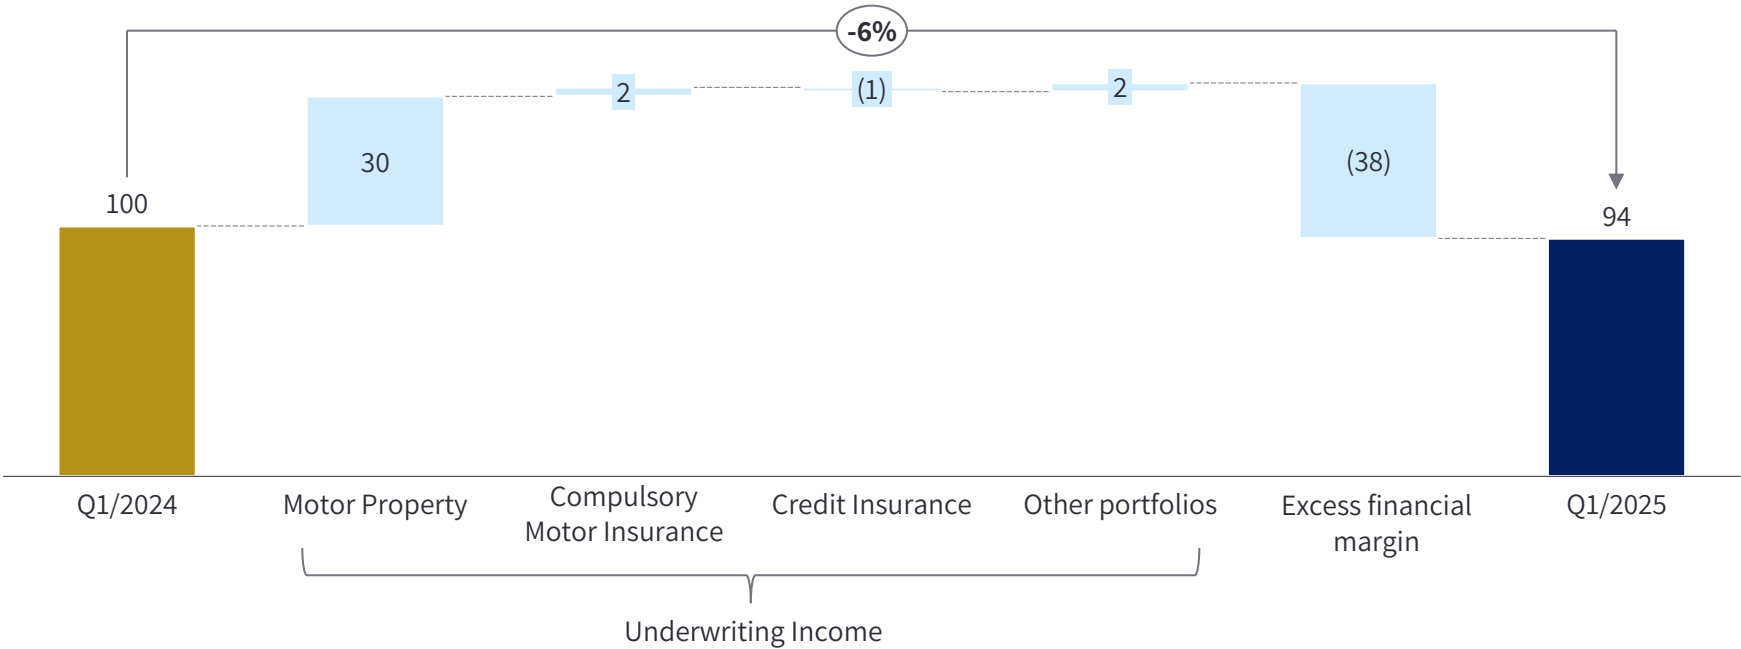 -6%
2
(1)
2
30
(38)
100
94
Q1/2024
Motor Property
Compulsory
Motor Insurance
Credit Insurance
Other portfolios
Excess financial
margin
Q1/2025
Underwriting Income